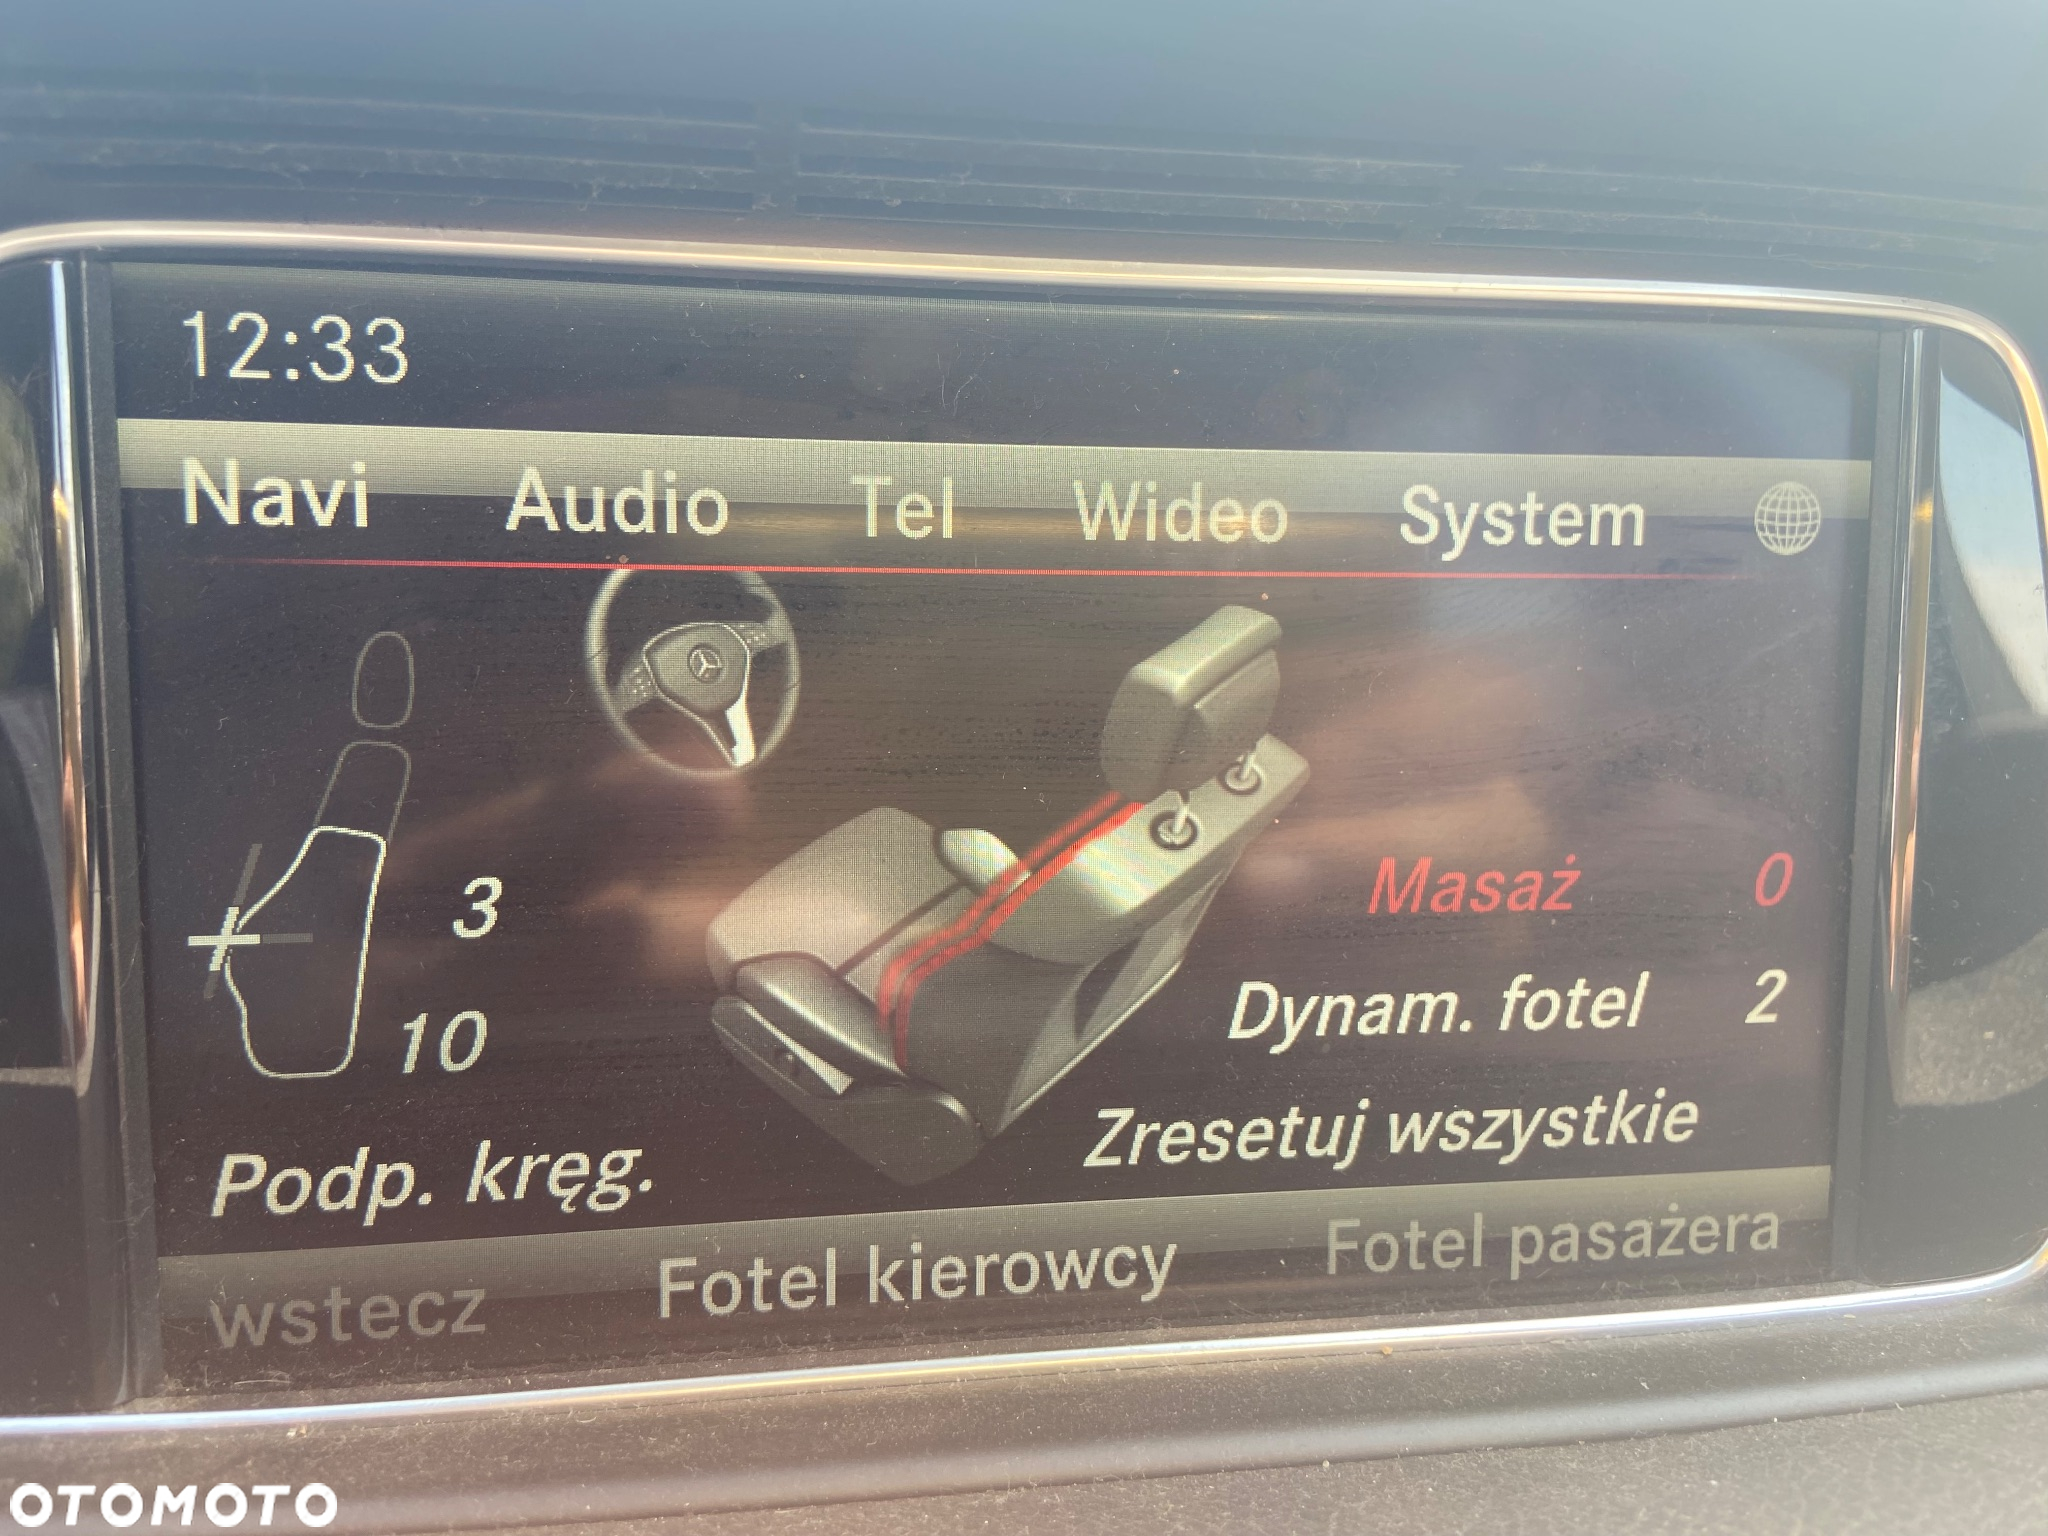 12:33
Navi Audio Tel Wideo System
3
Masaż 0
10
Dynam. fotel 2
Zresetuj wszystkie
Podp. kręg.
wstecz Fotel kierowcy Fotel pasażera
OTOMOTO